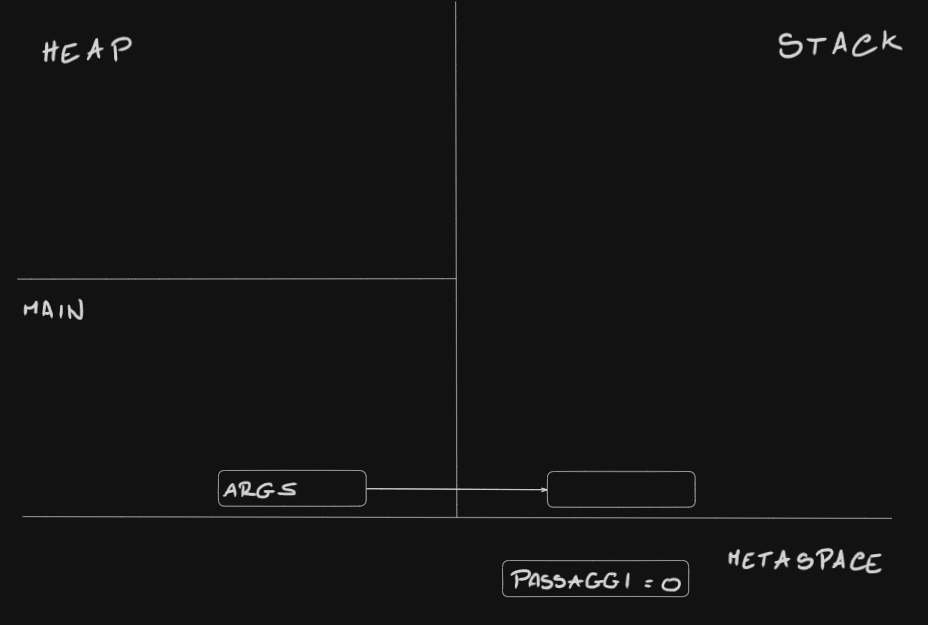 HEAP
STACK
MAIN
ARGS
METASPACE
PASSAGGI = 0